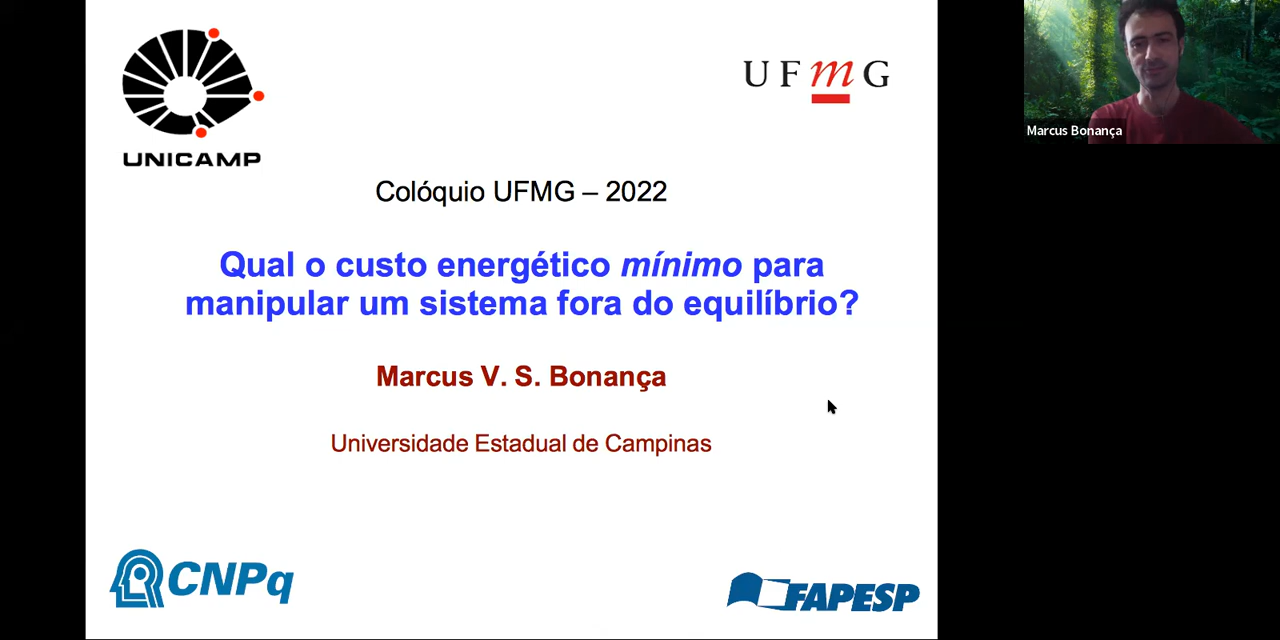 UNICAMP
UFmG
Colóquio UFMG – 2022
Qual o custo energético mínimo para
manipular um sistema fora do equilíbrio?
Marcus V. S. Bonança
Universidade Estadual de Campinas
CNPq
FAPESP
Marcus Bonança